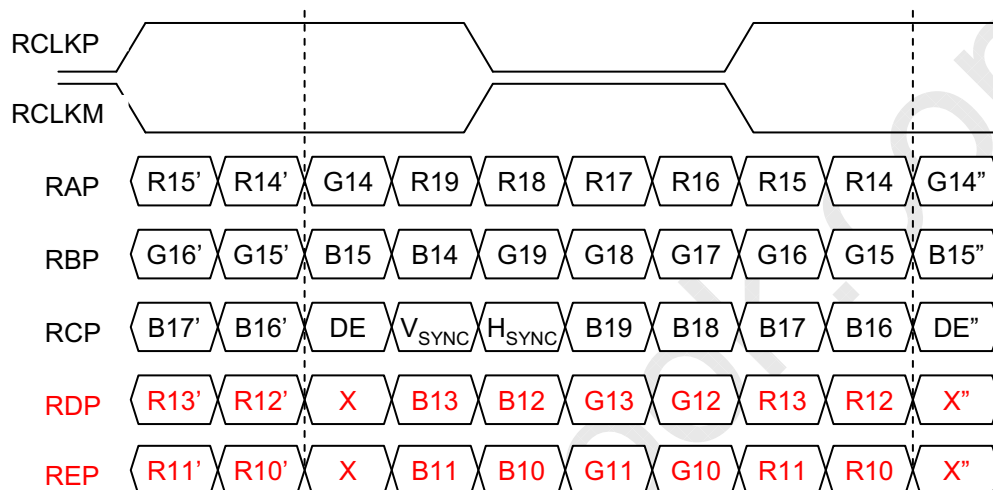 RCLKP
RCLKM
RAP R15' R14' G14 R19 R18 R17 R16 R15 R14 G14”
RBP G16' G15' B15 B14 G19 G18 G17 G16 G15 B15”
RCP B17' B16' DE VSYNC HSYNC B19 B18 B17 B16 DE”
RDP R13' R12' X B13 B12 G13 G12 R13 R12 X”
REP R11' R10' X B11 B10 G11 G10 R11 R10 X”